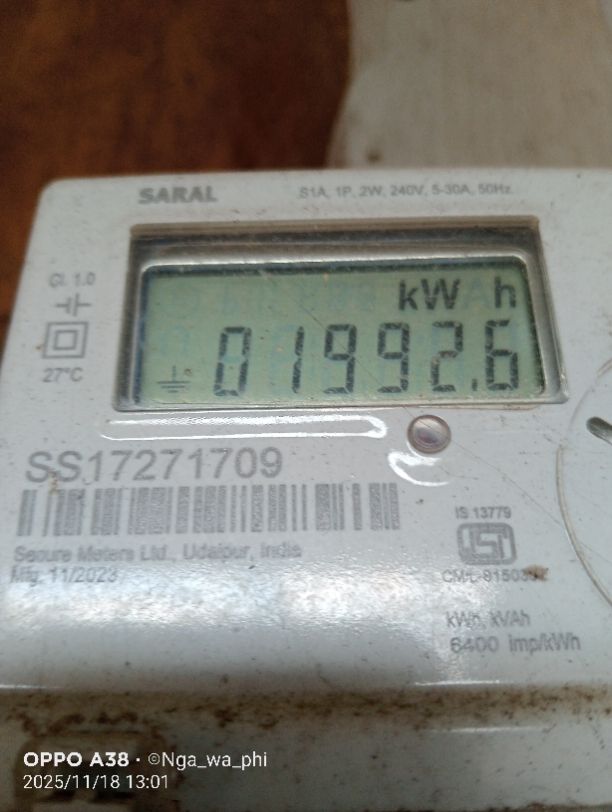 SARAL
S1A, 1P, 2W, 240V, 5-30A, 50Hz.
Cl. 1.0
27°C
kW h
01992.6
SS17271709
Secure Meters Ltd., Udaipur, India
Mfg. 11/2023
IS 13779
ISI
kWh, kVAh
6400 imp/kWh
OPPO A38 · ©Nga_wa_phi
2025/11/18 13:01